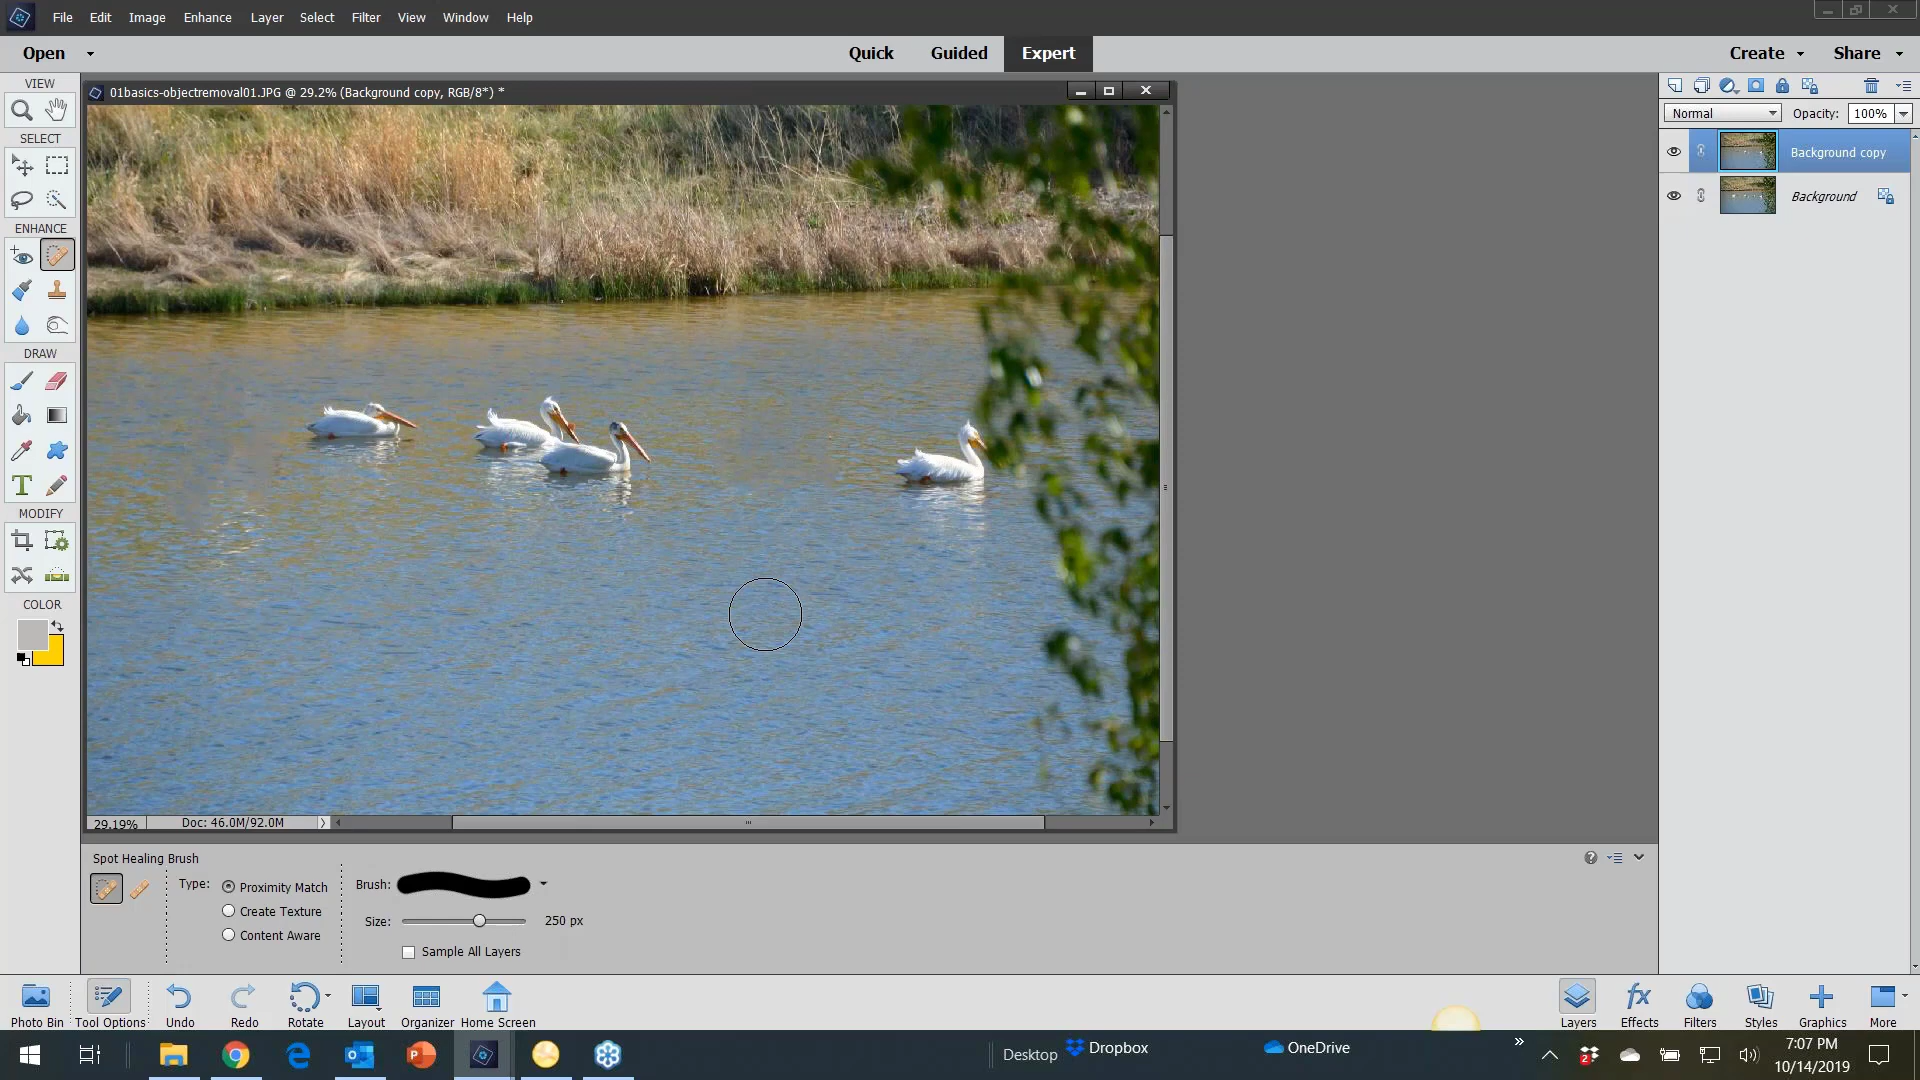 File Edit Image Enhance Layer Select Filter View Window Help
Open Quick Guided Expert Create Share
VIEW
SELECT
ENHANCE
DRAW
MODIFY
COLOR
01basics-objectremoval01.JPG @ 29.2% (Background copy, RGB/8*) *
29.19% Doc: 46.0M/92.0M
Normal Opacity: 100%
Background copy
Background
Spot Healing Brush
Type: Proximity Match
Create Texture
Content Aware
Brush:
Size: 250 px
Sample All Layers
Photo Bin Tool Options Undo Redo Rotate Layout Organizer Home Screen
Layers Effects Filters Styles Graphics More
Desktop Dropbox OneDrive
7:07 PM
10/14/2019